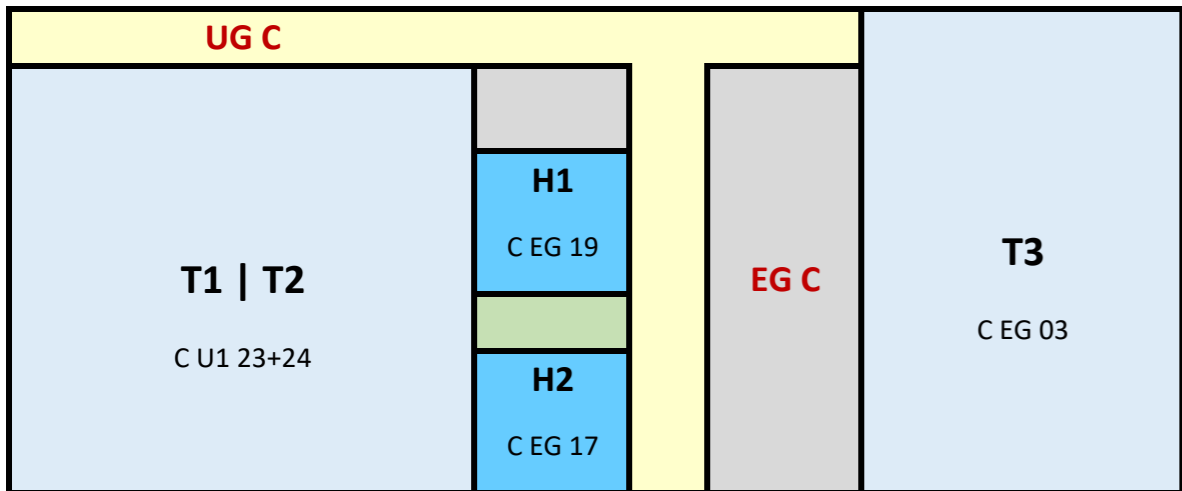 UG C
T1 | T2
C U1 23+24
H1
C EG 19
H2
C EG 17
EG C
T3
C EG 03